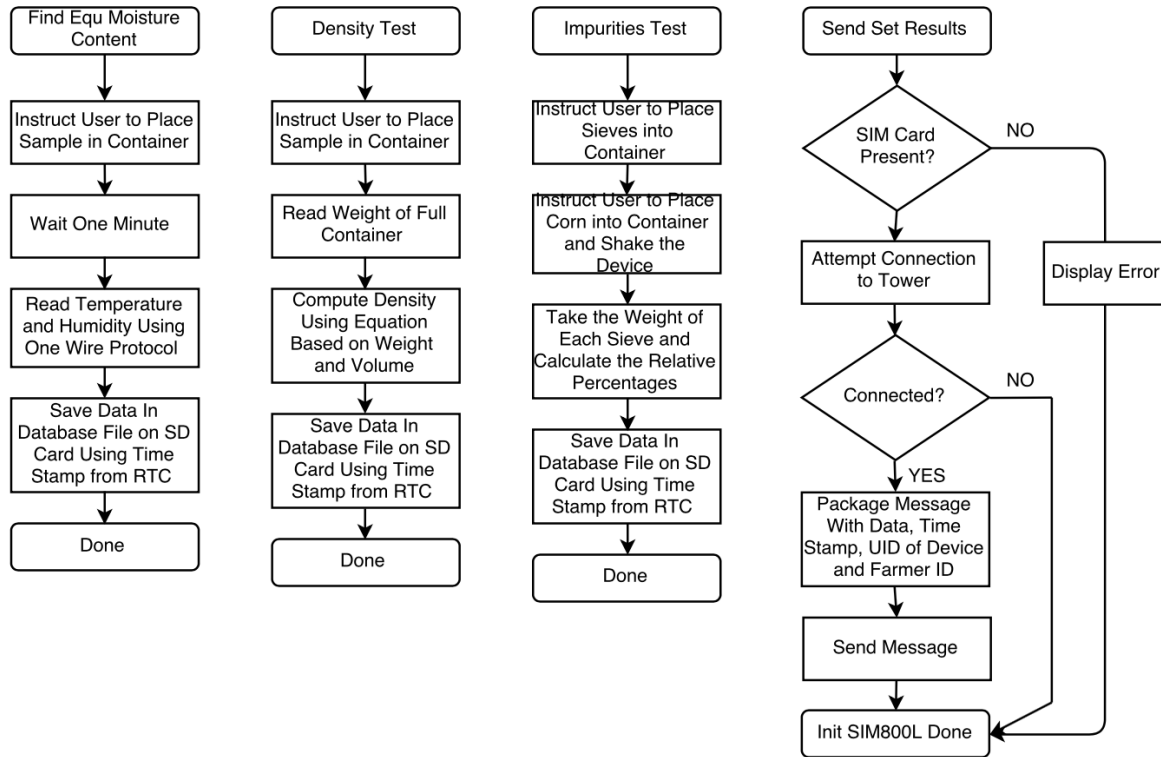 Find Equ Moisture
Content
Instruct User to Place
Sample in Container
Wait One Minute
Read Temperature
and Humidity Using
One Wire Protocol
Save Data In
Database File on SD
Card Using Time
Stamp from RTC
Done
Density Test
Instruct User to Place
Sample in Container
Read Weight of Full
Container
Compute Density
Using Equation
Based on Weight
and Volume
Save Data In
Database File on SD
Card Using Time
Stamp from RTC
Done
Impurities Test
Instruct User to Place
Sieves into
Container
Instruct User to Place
Corn into Container
and Shake the
Device
Take the Weight of
Each Sieve and
Calculate the Relative
Percentages
Save Data In
Database File on SD
Card Using Time
Stamp from RTC
Done
Send Set Results
SIM Card
Present?
NO
Display Error
Attempt Connection
to Tower
Connected?
NO
YES
Package Message
With Data, Time
Stamp, UID of Device
and Farmer ID
Send Message
Init SIM800L Done